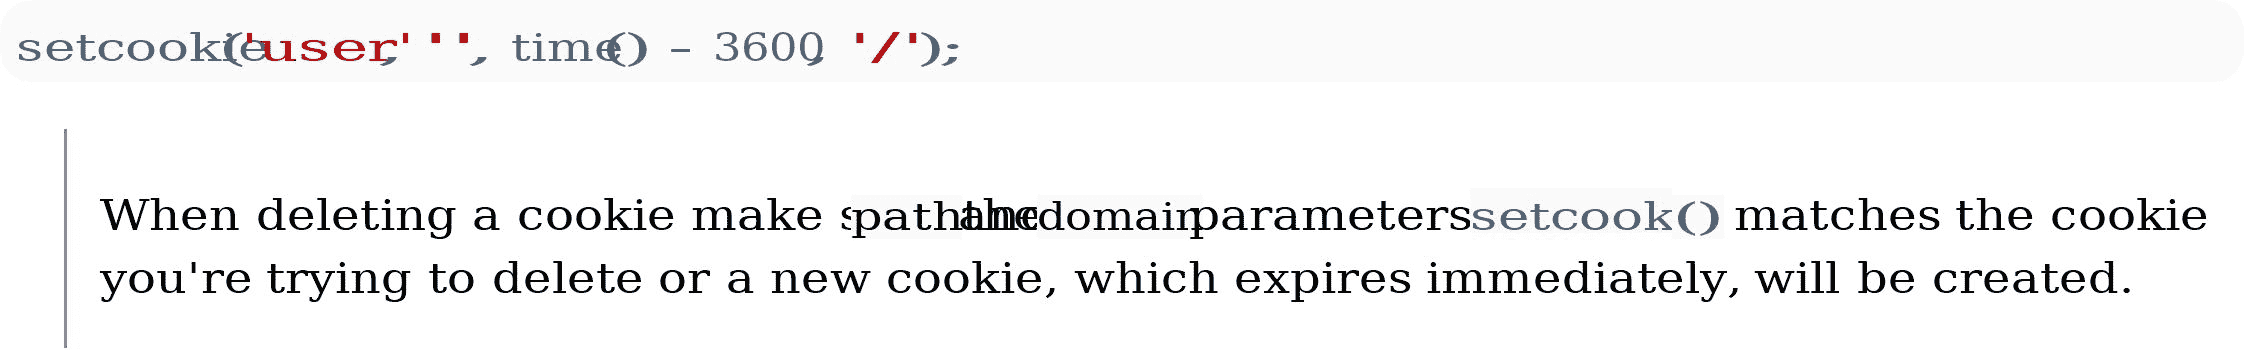 setcookie('user', '', time() – 3600, '/');
When deleting a cookie make path and domain parameters setcook() matches the cookie
you're trying to delete or a new cookie, which expires immediately, will be created.